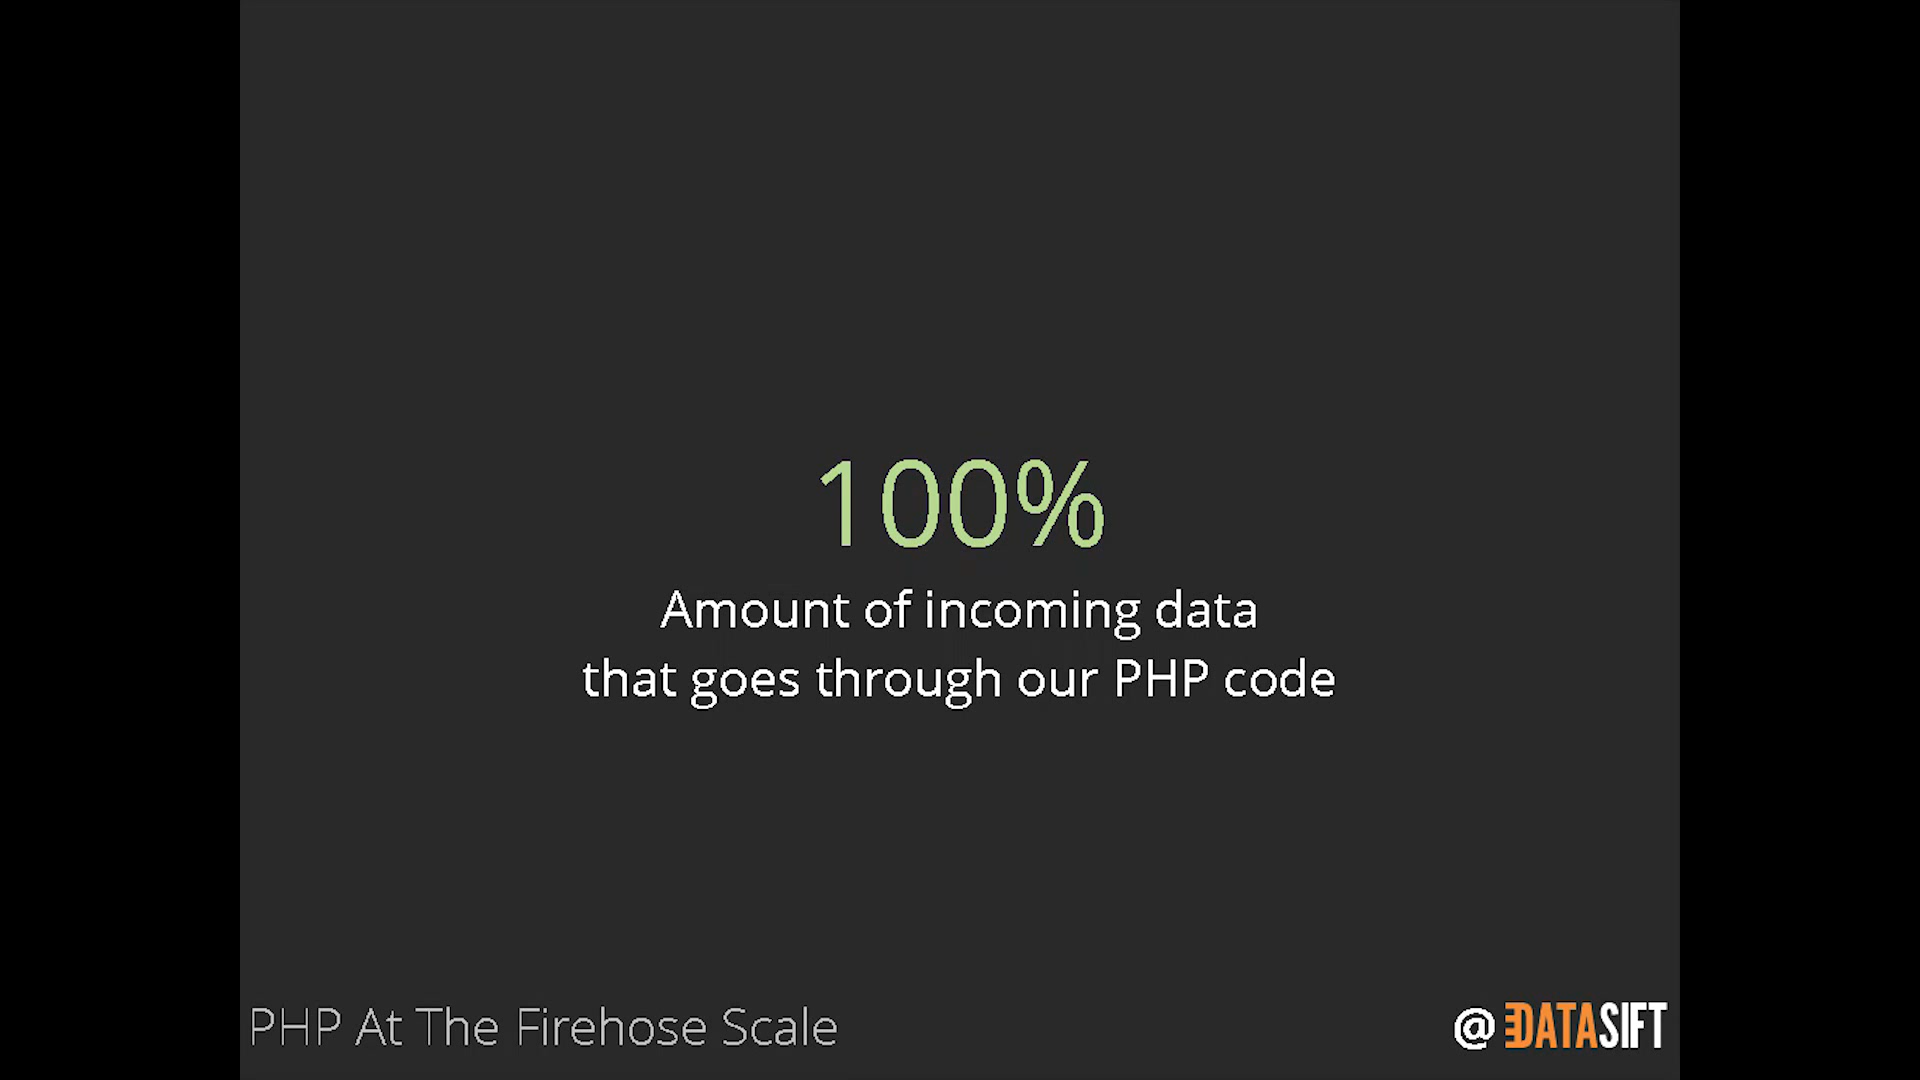 100%
Amount of incoming data
that goes through our PHP code
PHP At The Firehose Scale
@ DATASIFT